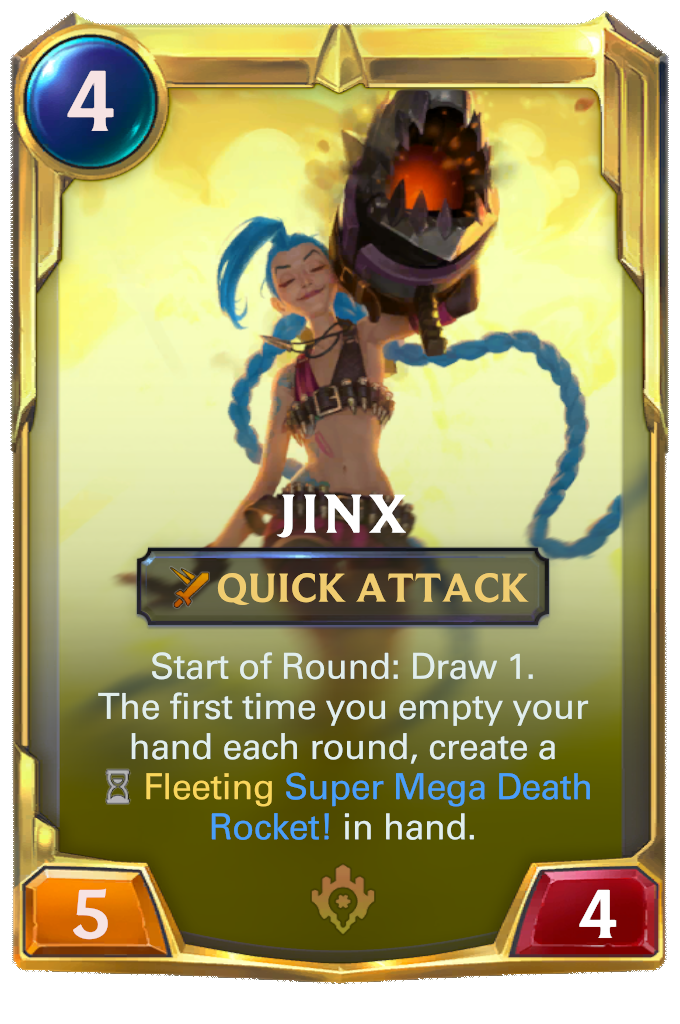 4
JINX
QUICK ATTACK
Start of Round: Draw 1.
The first time you empty your
hand each round, create a
Fleeting Super Mega Death
Rocket! in hand.
5
4